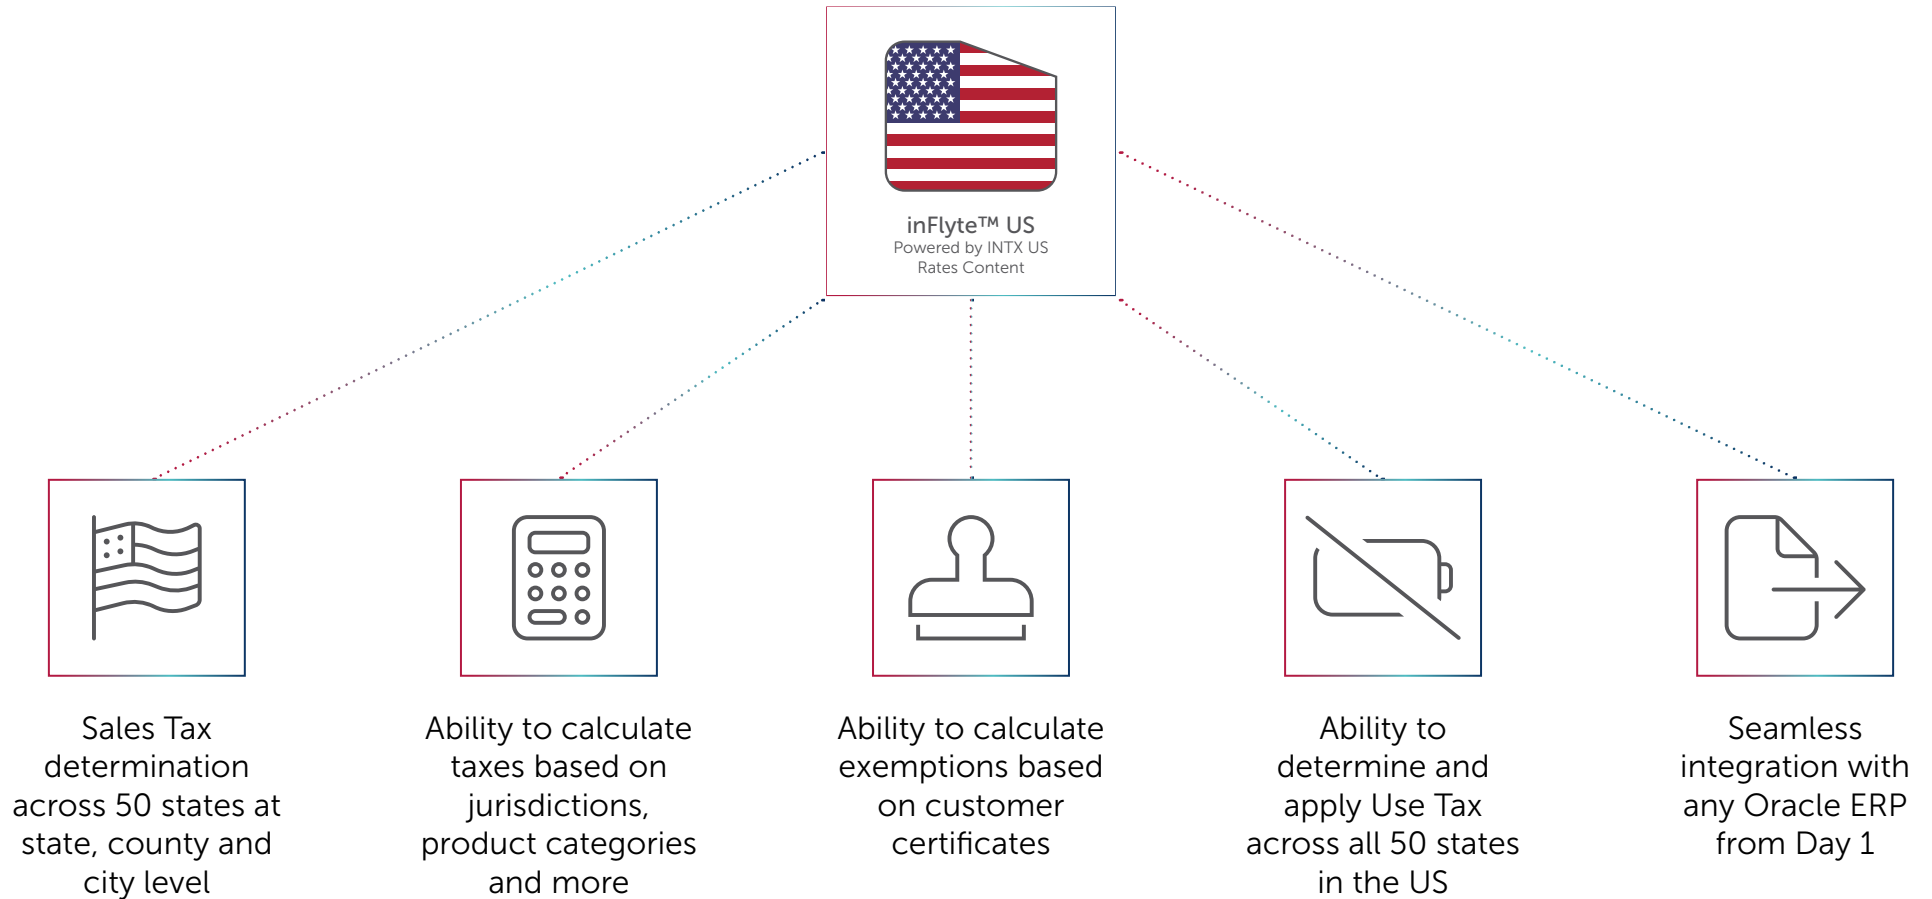 inFlyte™ US
Powered by INTX US
Rates Content
Sales Tax
determination
across 50 states at
state, county and
city level
Ability to calculate
taxes based on
jurisdictions,
product categories
and more
Ability to calculate
exemptions based
on customer
certificates
Ability to
determine and
apply Use Tax
across all 50 states
in the US
Seamless
integration with
any Oracle ERP
from Day 1